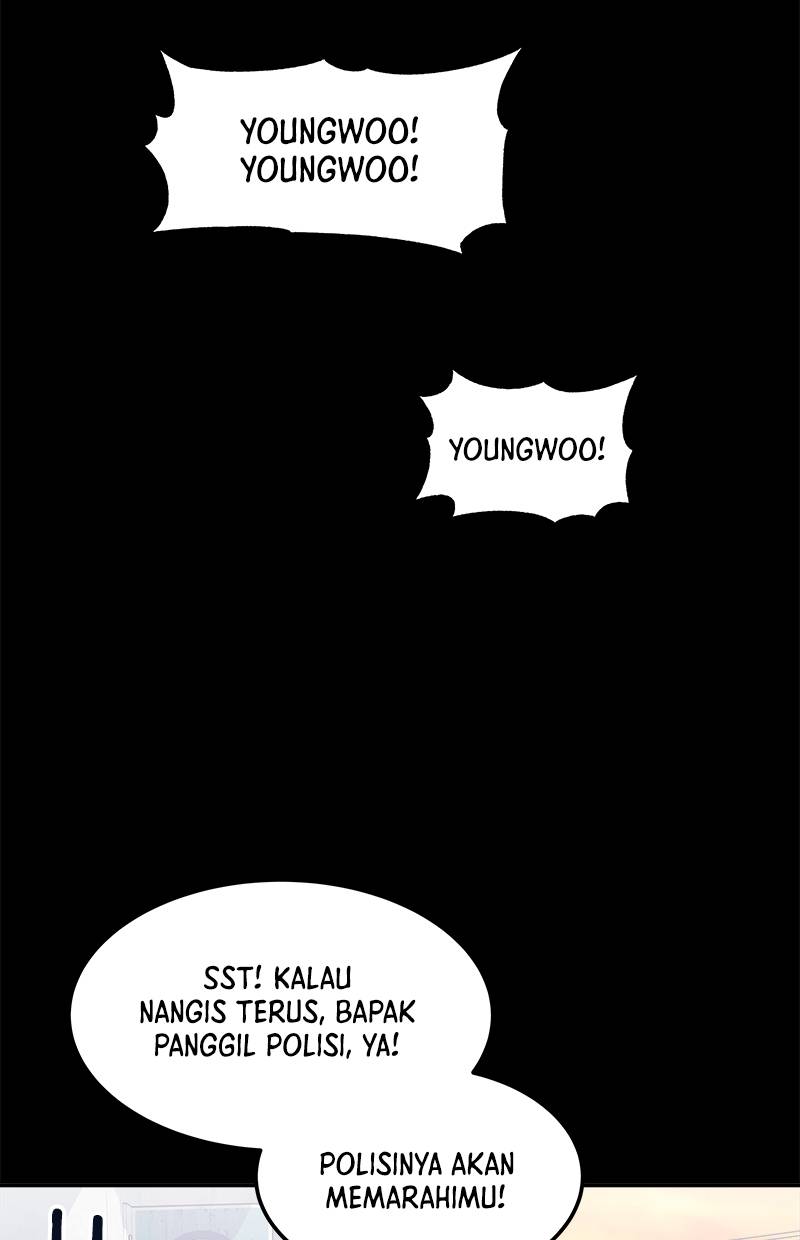 YOUNGWOO!
YOUNGWOO!
YOUNGWOO!
SST! KALAU
NANGIS TERUS, BAPAK
PANGGIL POLISI, YA!
POLISINYA AKAN
MEMARAHIMU!